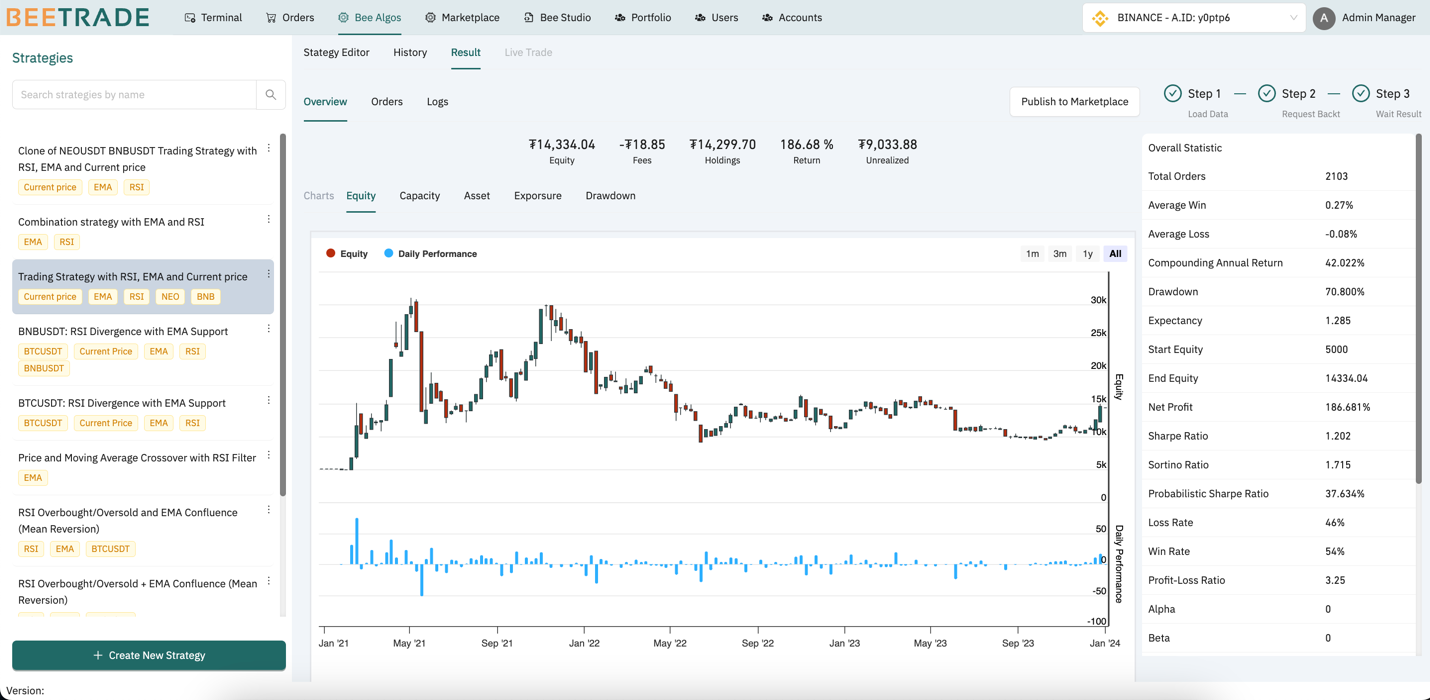 BEETRADE
Terminal
Orders
Bee Algos
Marketplace
Bee Studio
Portfolio
Users
Accounts
BINANCE - A.ID: y0ptp6
A
Admin Manager
Strategies
Search strategies by name
Clone of NEOUSDT BNBUSDT Trading Strategy with
RSI, EMA and Current price
Current price EMA RSI
Combination strategy with EMA and RSI
EMA RSI
Trading Strategy with RSI, EMA and Current price
Current price EMA RSI NEO BNB
BNBUSDT: RSI Divergence with EMA Support
BTCUSDT Current Price EMA RSI
BNBUSDT
BTCUSDT: RSI Divergence with EMA Support
BTCUSDT Current Price EMA RSI
Price and Moving Average Crossover with RSI Filter
EMA
RSI Overbought/Oversold and EMA Confluence
(Mean Reversion)
RSI EMA BTCUSDT
RSI Overbought/Oversold + EMA Confluence (Mean
Reversion)
+ Create New Strategy
Version:
Stategy Editor
History
Result
Live Trade
Overview
Orders
Logs
Publish to Marketplace
Step 1
Load Data
Step 2
Request Backt
Step 3
Wait Result
₮14,334.04
Equity
-₮18.85
Fees
₮14,299.70
Holdings
186.68 %
Return
₮9,033.88
Unrealized
Charts
Equity
Capacity
Asset
Exporsure
Drawdown
Equity
Daily Performance
1m
3m
1y
All
30k
25k
20k
15k
10k
5k
0
Equity
50
0
-50
-100
Daily Performance
Jan '21
May '21
Sep '21
Jan '22
May '22
Sep '22
Jan '23
May '23
Sep '23
Jan '24
Overall Statistic
Total Orders 2103
Average Win 0.27%
Average Loss -0.08%
Compounding Annual Return 42.022%
Drawdown 70.800%
Expectancy 1.285
Start Equity 5000
End Equity 14334.04
Net Profit 186.681%
Sharpe Ratio 1.202
Sortino Ratio 1.715
Probabilistic Sharpe Ratio 37.634%
Loss Rate 46%
Win Rate 54%
Profit-Loss Ratio 3.25
Alpha 0
Beta 0